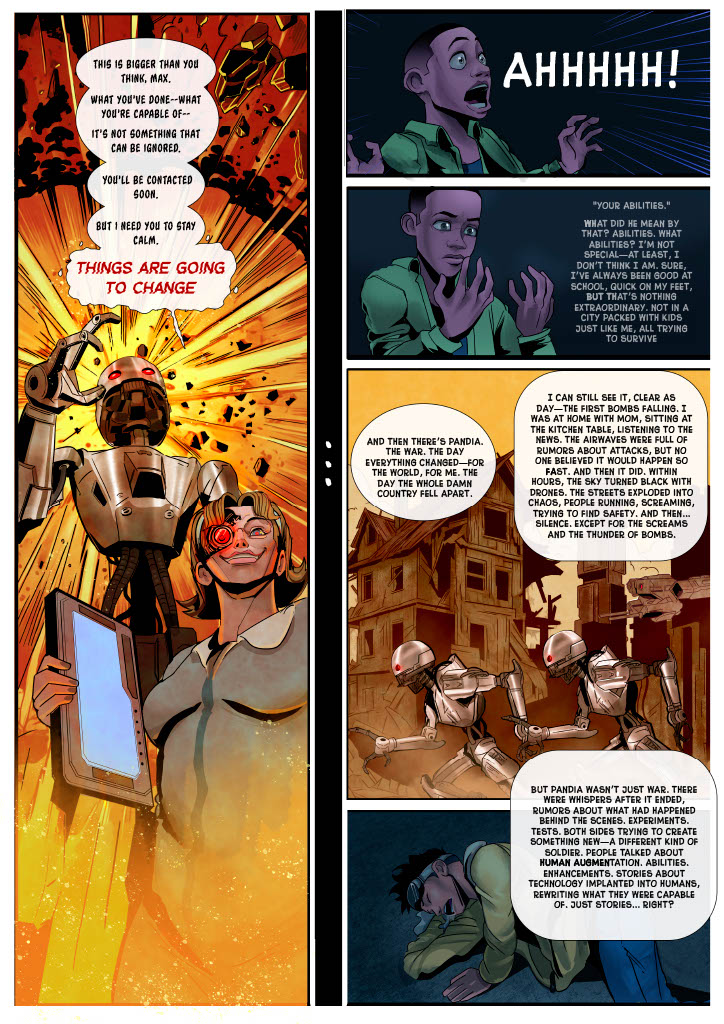 THIS IS BIGGER THAN YOU
THINK, MAX.
WHAT YOU'VE DONE--WHAT
YOU'RE CAPABLE OF--
IT'S NOT SOMETHING THAT
CAN BE IGNORED.
YOU'LL BE CONTACTED
SOON.
BUT I NEED YOU TO STAY
CALM.
THINGS ARE GOING
TO CHANGE
AHHHHH!
"YOUR ABILITIES."
WHAT DID HE MEAN BY
THAT? ABILITIES. WHAT
ABILITIES? I'M NOT
SPECIAL—AT LEAST, I
DON'T THINK I AM. SURE,
I'VE ALWAYS BEEN GOOD AT
SCHOOL, QUICK ON MY FEET,
BUT THAT'S NOTHING
EXTRAORDINARY. NOT IN A
CITY PACKED WITH KIDS
JUST LIKE ME, ALL TRYING
TO SURVIVE
AND THEN THERE'S PANDIA.
THE WAR. THE DAY
EVERYTHING CHANGED—FOR
THE WORLD, FOR ME. THE
DAY THE WHOLE DAMN
COUNTRY FELL APART.
I CAN STILL SEE IT, CLEAR AS
DAY—THE FIRST BOMBS FALLING. I
WAS AT HOME WITH MOM, SITTING AT
THE KITCHEN TABLE, LISTENING TO
THE NEWS. THE AIRWAVES WERE FULL OF
RUMORS ABOUT ATTACKS, BUT NO
ONE BELIEVED IT WOULD HAPPEN SO
FAST. AND THEN IT DID. WITHIN
HOURS, THE SKY TURNED BLACK WITH
DRONES. THE STREETS EXPLODED INTO
CHAOS, PEOPLE RUNNING, SCREAMING,
TRYING TO FIND SAFETY. AND THEN...
SILENCE. EXCEPT FOR THE SCREAMS
AND THE THUNDER OF BOMBS.
BUT PANDIA WASN'T JUST WAR. THERE
WERE WHISPERS AFTER IT ENDED,
RUMORS ABOUT WHAT HAD HAPPENED
BEHIND THE SCENES. EXPERIMENTS.
TESTS. BOTH SIDES TRYING TO CREATE
SOMETHING NEW—A DIFFERENT KIND OF
SOLDIER. PEOPLE TALKED ABOUT
HUMAN AUGMENTATION. ABILITIES.
ENHANCEMENTS. STORIES ABOUT
TECHNOLOGY IMPLANTED INTO HUMANS,
REWRITING WHAT THEY WERE CAPABLE
OF. JUST STORIES... RIGHT?